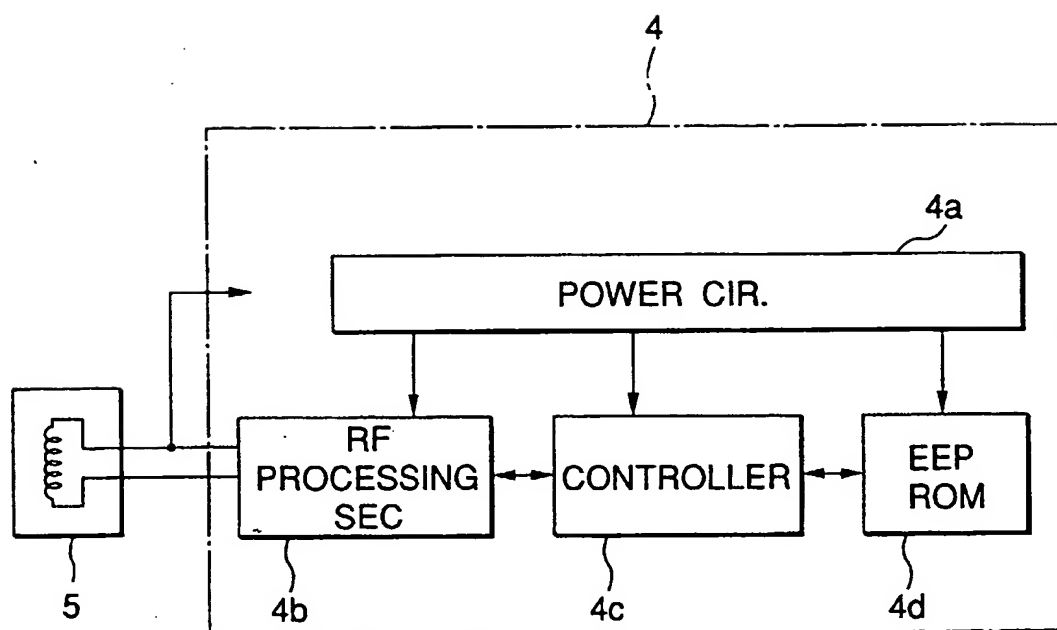 4
4a
POWER CIR.
RF
PROCESSING
SEC
CONTROLLER
EEP
ROM
5
4b
4c
4d